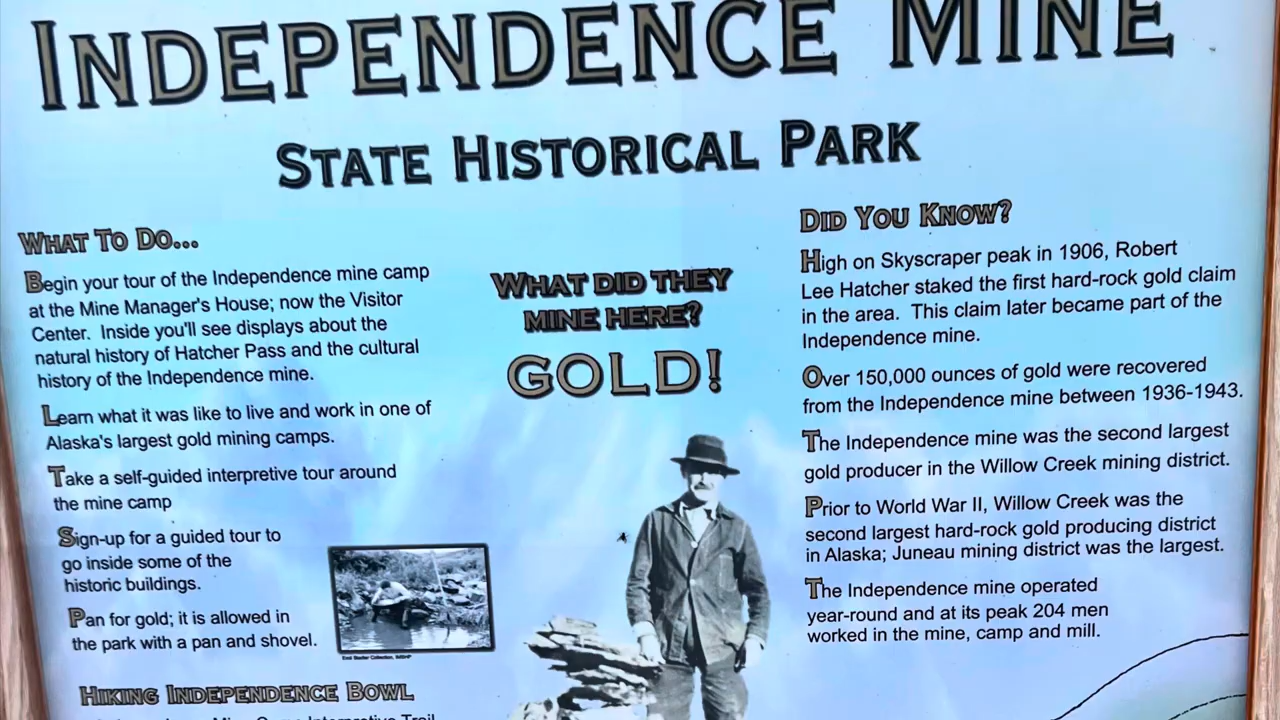 INDEPENDENCE MINE
STATE HISTORICAL PARK
WHAT TO DO...
Begin your tour of the Independence mine camp
at the Mine Manager's House; now the Visitor
Center. Inside you'll see displays about the
natural history of Hatcher Pass and the cultural
history of the Independence mine.
Learn what it was like to live and work in one of
Alaska's largest gold mining camps.
Take a self-guided interpretive tour around
the mine camp
Sign-up for a guided tour to
go inside some of the
historic buildings.
Pan for gold; it is allowed in
the park with a pan and shovel.
HIKING INDEPENDENCE BOWL
WHAT DID THEY
MINE HERE?
GOLD!
DID YOU KNOW?
High on Skyscraper peak in 1906, Robert
Lee Hatcher staked the first hard-rock gold claim
in the area. This claim later became part of the
Independence mine.
Over 150,000 ounces of gold were recovered
from the Independence mine between 1936-1943.
The Independence mine was the second largest
gold producer in the Willow Creek mining district.
Prior to World War II, Willow Creek was the
second largest hard-rock gold producing district
in Alaska; Juneau mining district was the largest.
The Independence mine operated
year-round and at its peak 204 men
worked in the mine, camp and mill.